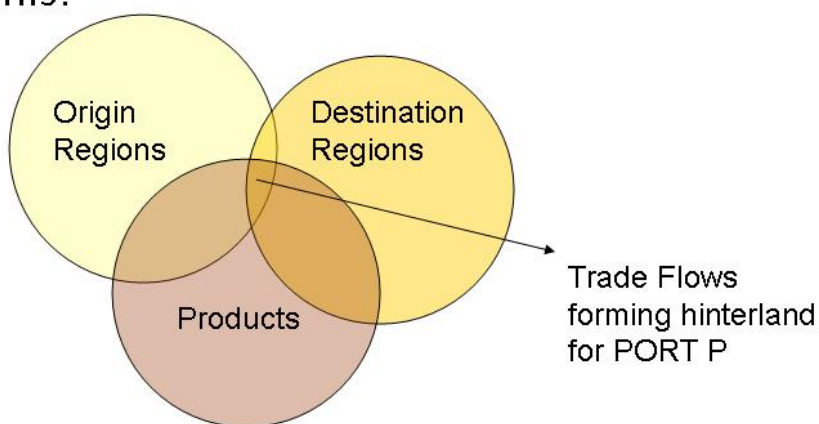 Origin
Regions
Destination
Regions
Products
Trade Flows
forming hinterland
for PORT P